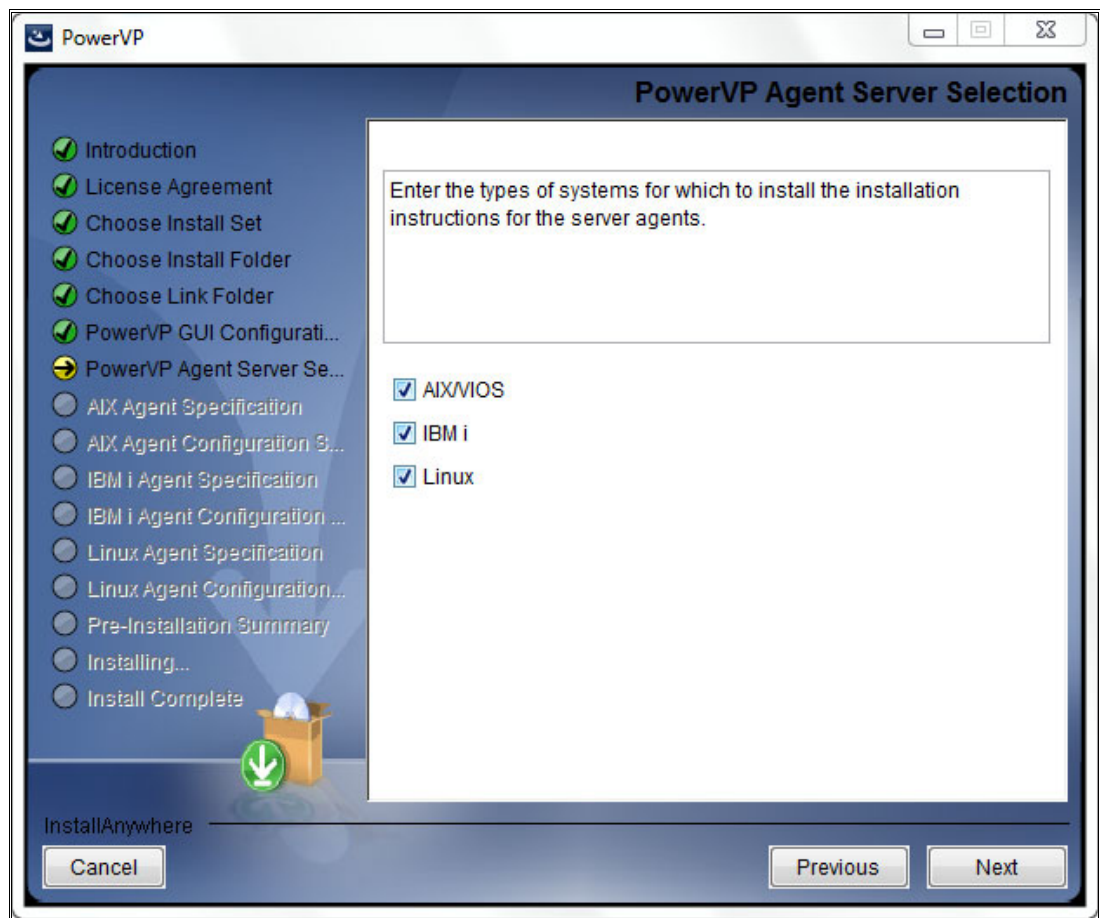 PowerVP
PowerVP Agent Server Selection
Introduction
License Agreement
Choose Install Set
Choose Install Folder
Choose Link Folder
PowerVP GUI Configurati...
PowerVP Agent Server Se...
AIX Agent Specification
AIX Agent Configuration S...
IBM i Agent Specification
IBM i Agent Configuration ...
Linux Agent Specification
Linux Agent Configuration...
Pre-Installation Summary
Installing...
Install Complete
Enter the types of systems for which to install the installation
instructions for the server agents.
AIX/VIOS
IBM i
Linux
InstallAnywhere
Cancel
Previous
Next